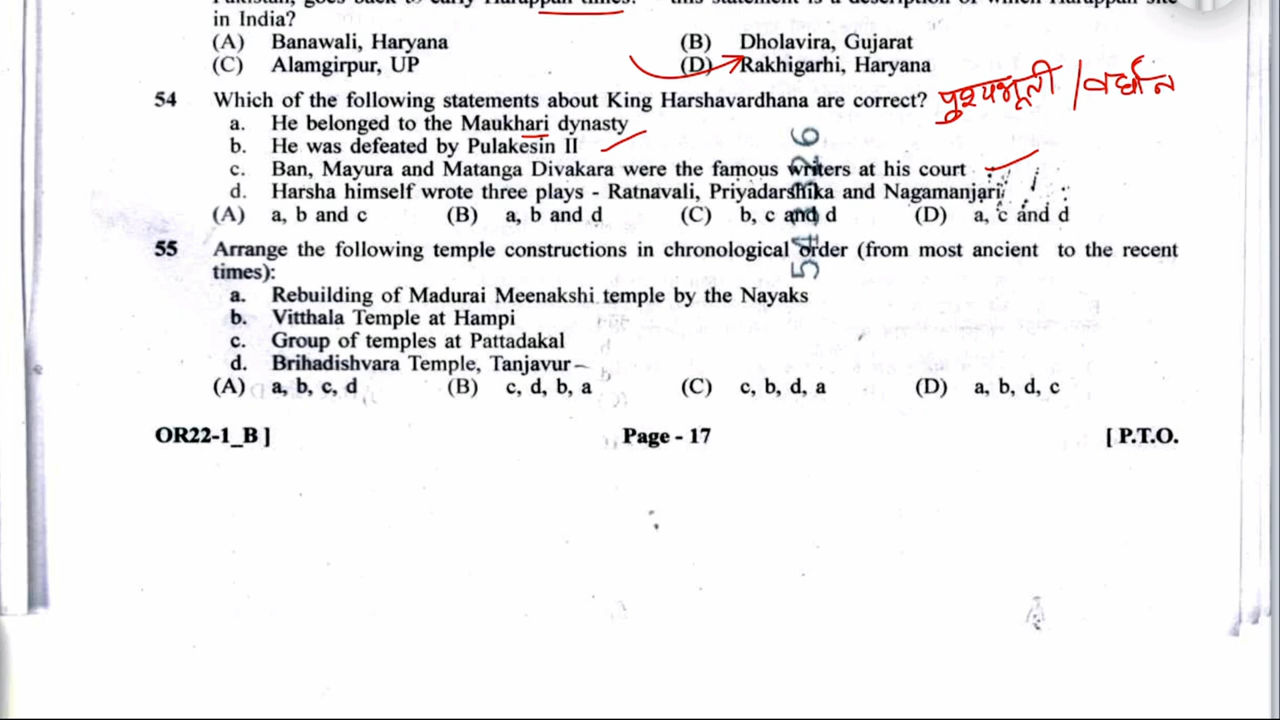 in India?
(A) Banawali, Haryana (B) Dholavira, Gujarat
(C) Alamgirpur, UP (D) Rakhigarhi, Haryana
54 Which of the following statements about King Harshavardhana are correct? पुश्यभूती / वर्धान
a. He belonged to the Maukhari dynasty
b. He was defeated by Pulakesin II
c. Ban, Mayura and Matanga Divakara were the famous writers at his court
d. Harsha himself wrote three plays - Ratnavali, Priyadarshika and Nagamanjari
(A) a, b and c (B) a, b and d (C) b, c and d (D) a, c and d
543326
55 Arrange the following temple constructions in chronological order (from most ancient to the recent
times):
a. Rebuilding of Madurai Meenakshi temple by the Nayaks
b. Vitthala Temple at Hampi
c. Group of temples at Pattadakal
d. Brihadishvara Temple, Tanjavur
(A) a, b, c, d (B) c, d, b, a (C) c, b, d, a (D) a, b, d, c
OR22-1_B ] Page - 17 [ P.T.O.